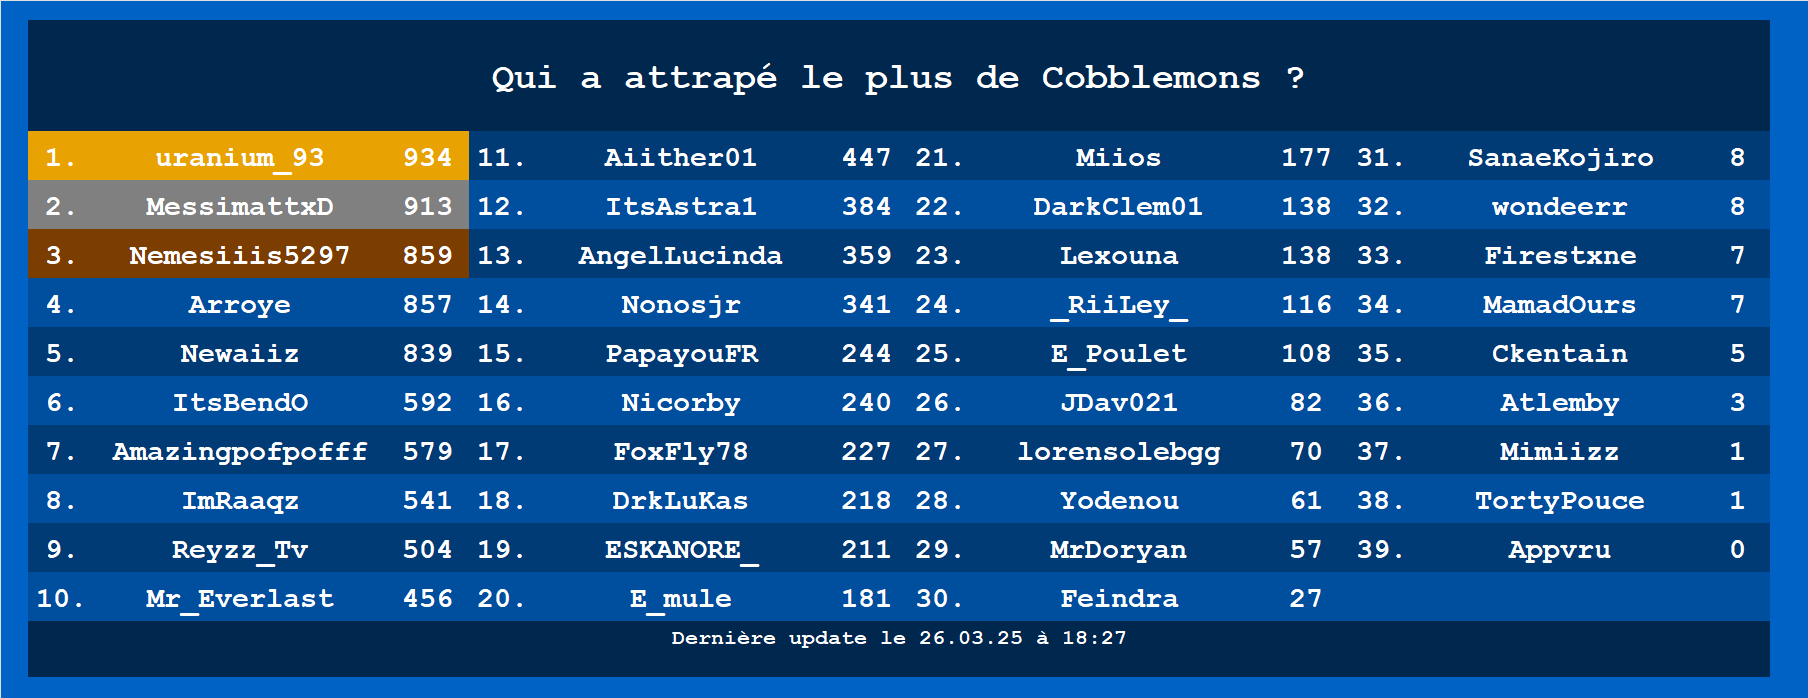 Qui a attrapé le plus de Cobblemons ?
1. uranium_93 934 11. Aiither01 447 21. Miios 177 31. SanaeKojiro 8
2. MessimattxD 913 12. ItsAstra1 384 22. DarkClem01 138 32. wondeerr 8
3. Nemesiiis5297 859 13. AngelLucinda 359 23. Lexouna 138 33. Firestxne 7
4. Arroye 857 14. Nonosjr 341 24. _RiiLey_ 116 34. MamadOurs 7
5. Newaiiz 839 15. PapayouFR 244 25. E_Poulet 108 35. Ckentain 5
6. ItsBendO 592 16. Nicorby 240 26. JDav021 82 36. Atlemby 3
7. Amazingpofpofff 579 17. FoxFly78 227 27. lorensolebgg 70 37. Mimiizz 1
8. ImRaaqz 541 18. DrkLuKas 218 28. Yodenou 61 38. TortyPouce 1
9. Reyzz_Tv 504 19. ESKANORE_ 211 29. MrDoryan 57 39. Appvru 0
10. Mr_Everlast 456 20. E_mule 181 30. Feindra 27
Dernière update le 26.03.25 à 18:27